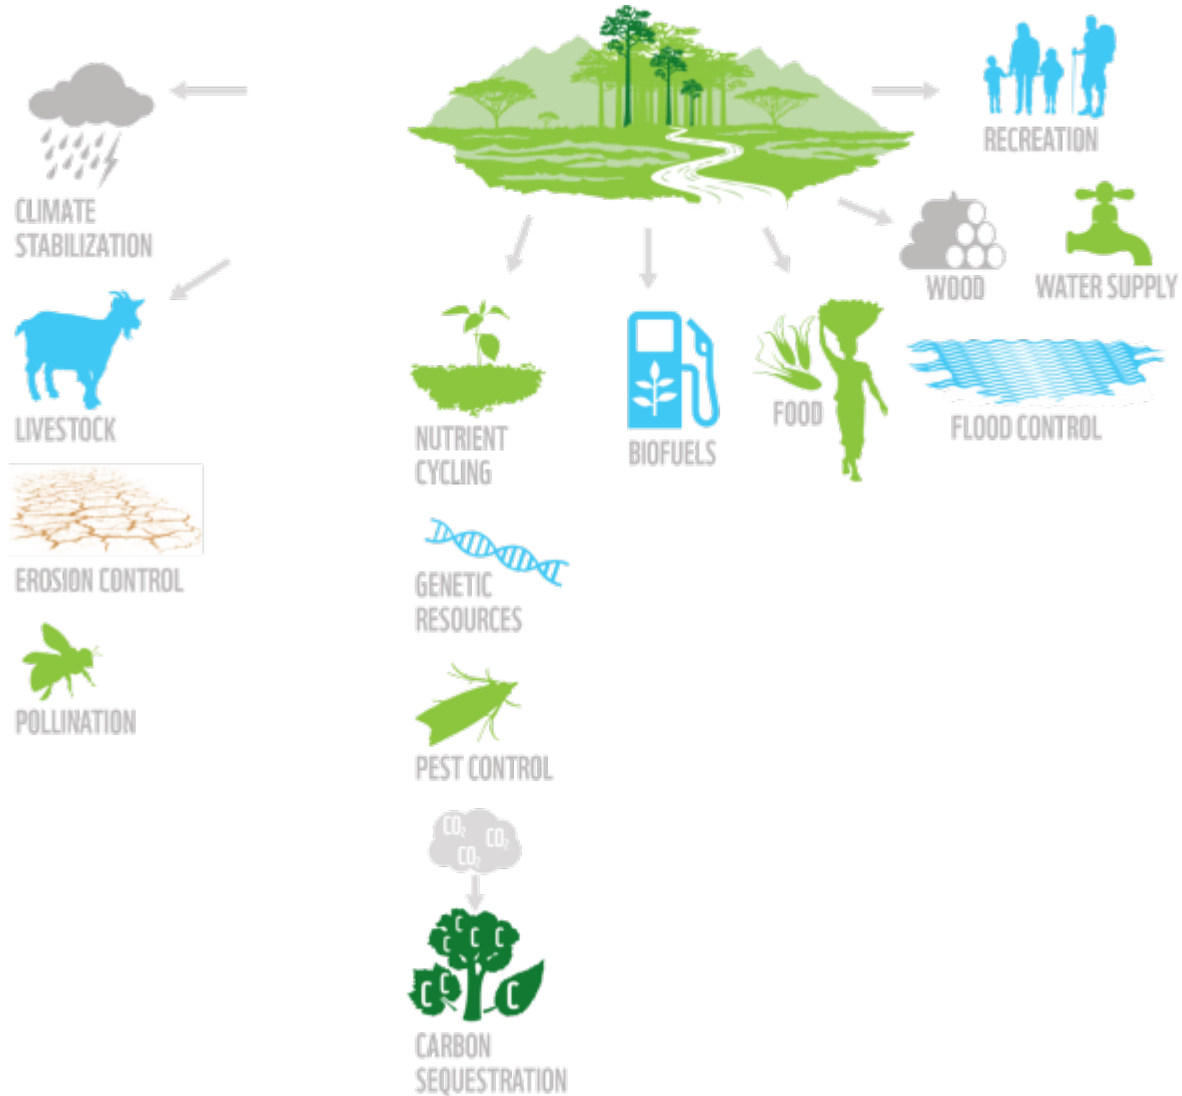 RECREATION
CLIMATE
STABILIZATION
WOOD
WATER SUPPLY
LIVESTOCK
NUTRIENT
CYCLING
BIOFUELS
FOOD
FLOOD CONTROL
EROSION CONTROL
GENETIC
RESOURCES
POLLINATION
PEST CONTROL
CO₂
CO₂
CO₂
C
C
C
C
C
C
C
CARBON
SEQUESTRATION